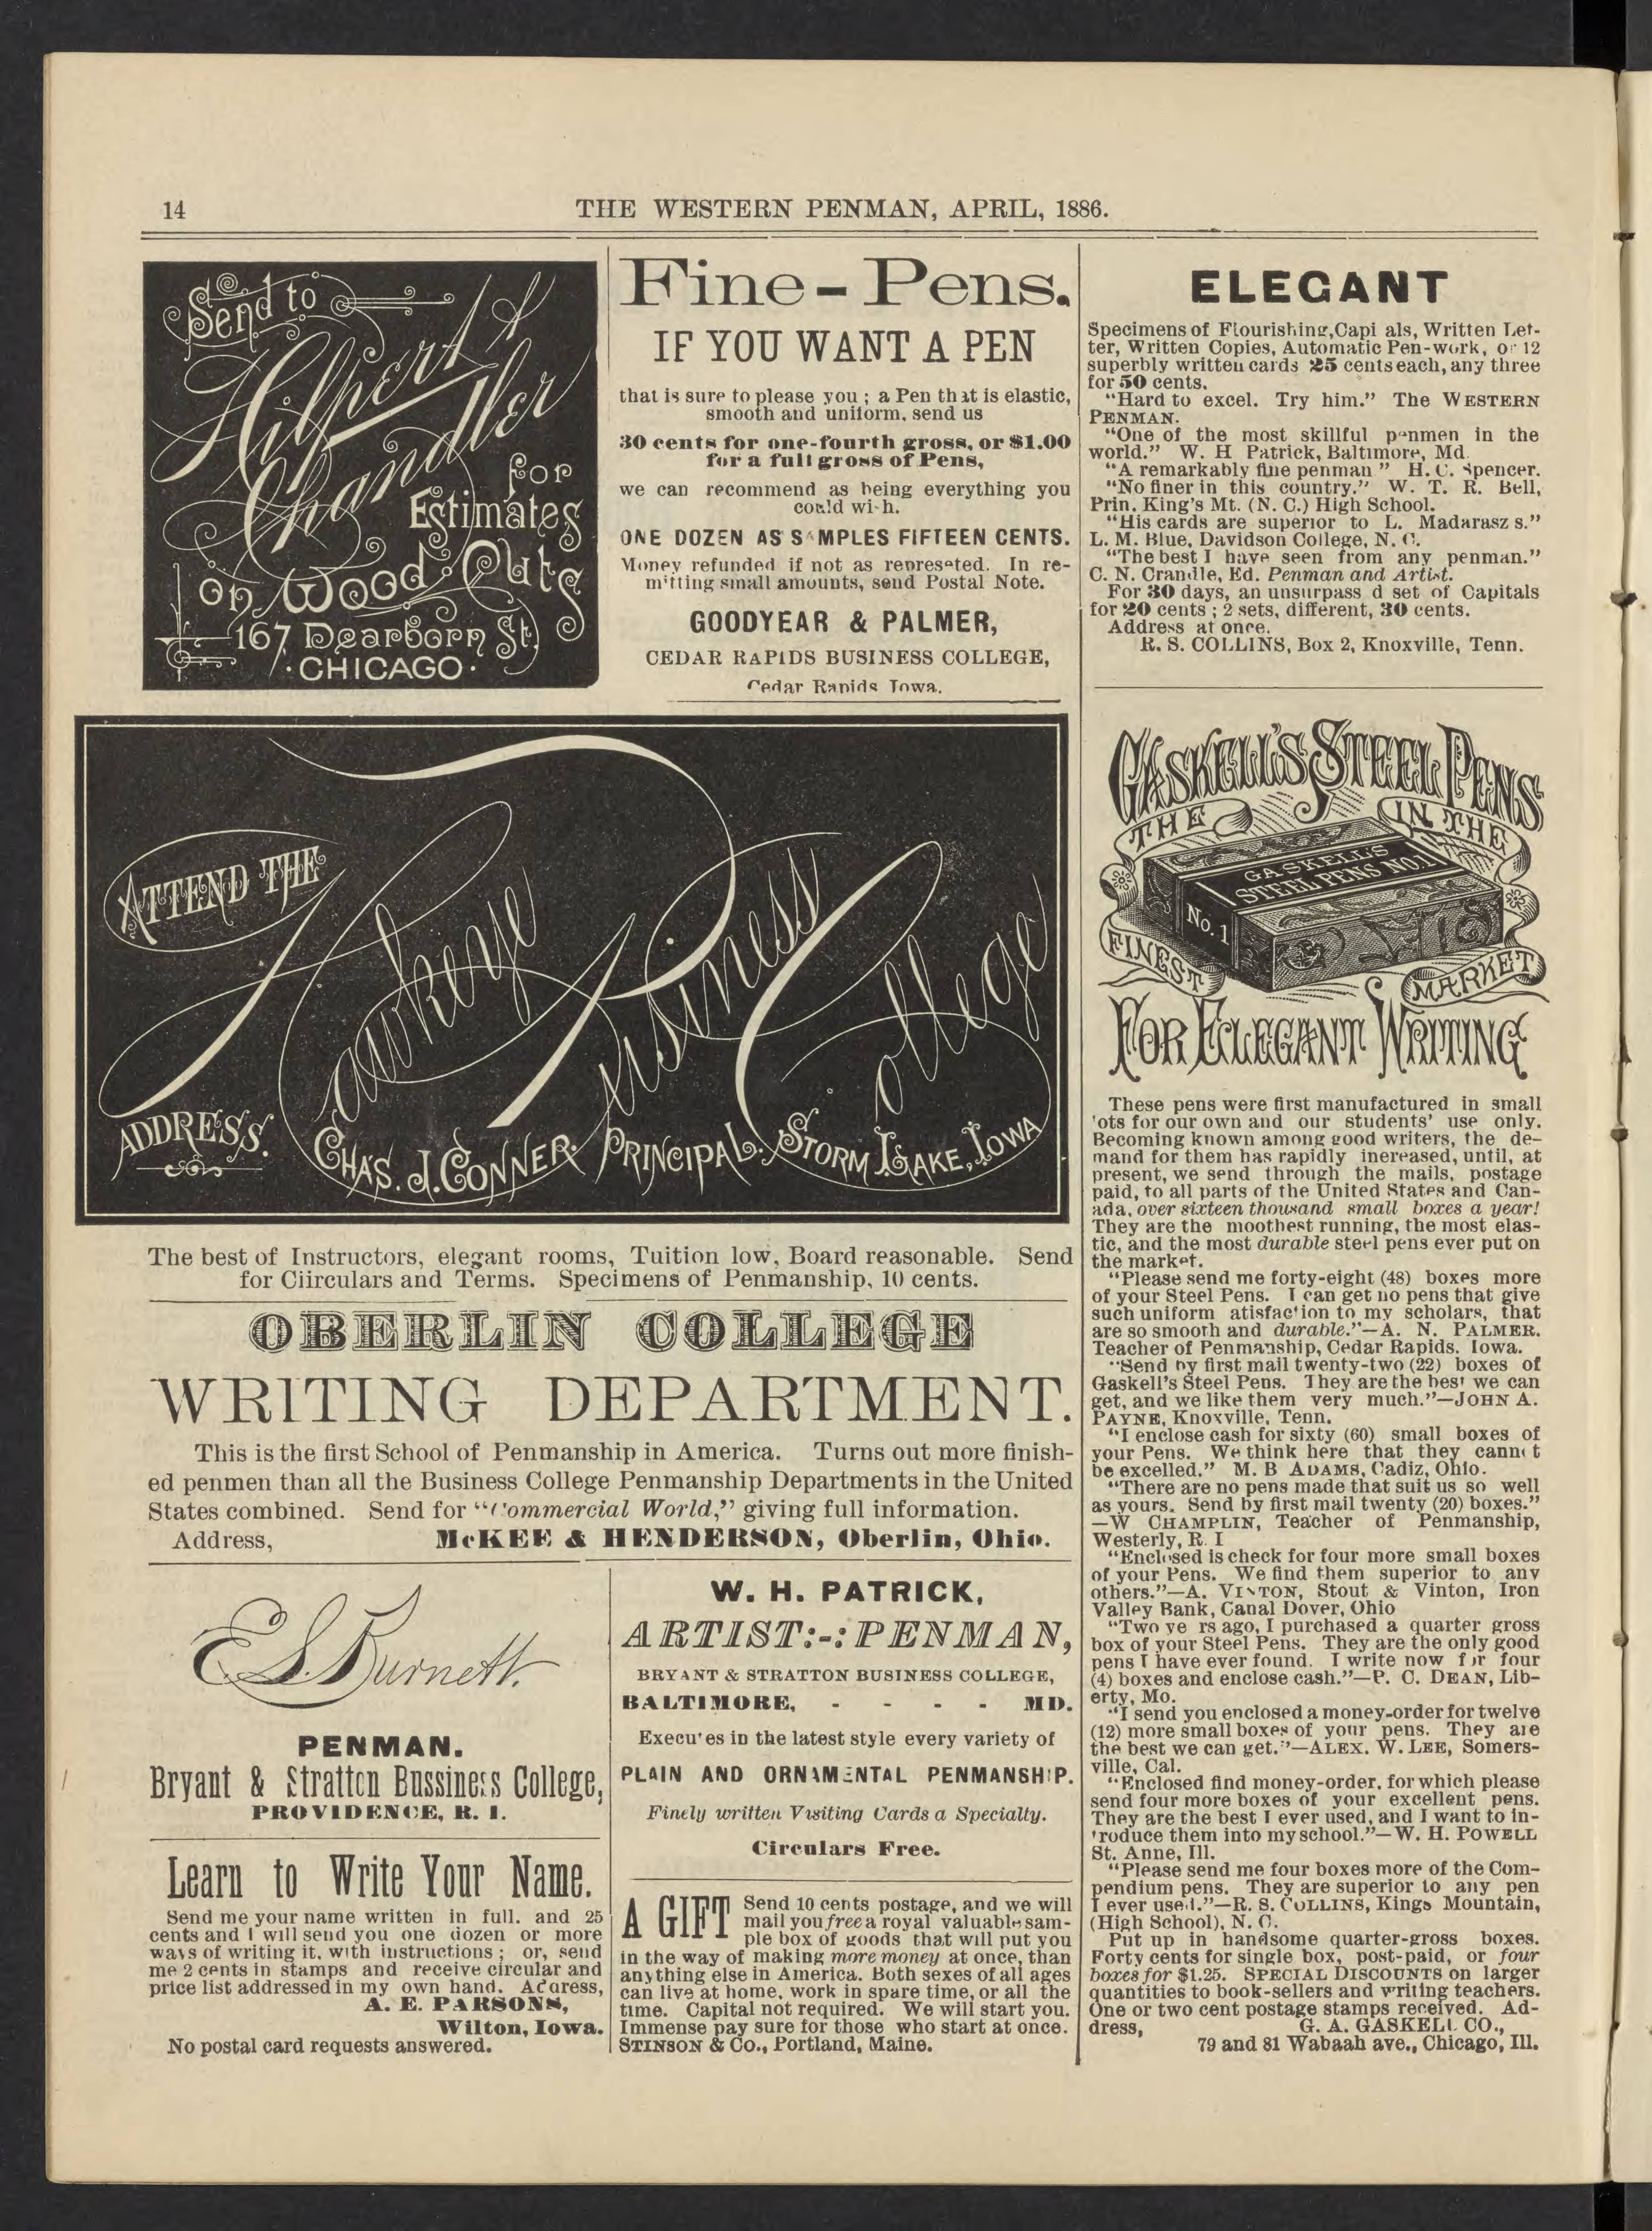 14
THE WESTERN PENMAN, APRIL, 1886.
Send to
Hilpert &
Chandler
for
Estimates
on Wood Cuts
167 Dearborn St.
· CHICAGO ·
Fine-Pens.
IF YOU WANT A PEN
that is sure to please you ; a Pen that is elastic,
smooth and uniform, send us
30 cents for one-fourth gross, or $1.00
for a full gross of Pens,
we can recommend as being everything you
could wi-h.
ONE DOZEN AS SAMPLES FIFTEEN CENTS.
Money refunded if not as represented. In re-
mitting small amounts, send Postal Note.
GOODYEAR & PALMER,
CEDAR RAPIDS BUSINESS COLLEGE,
Cedar Rapids Iowa.
ELEGANT
Specimens of Flourishing, Capi als, Written Let-
ter, Written Copies, Automatic Pen-work, or 12
superbly written cards 25 cents each, any three
for 50 cents.
"Hard to excel. Try him." The WESTERN
PENMAN.
"One of the most skillful penmen in the
world." W. H Patrick, Baltimore, Md.
"A remarkably fine penman " H. C. Spencer.
"No finer in this country." W. T. R. Bell,
Prin. King's Mt. (N. C.) High School.
"His cards are superior to L. Madarasz s."
L. M. Blue, Davidson College, N. C.
"The best I have seen from any penman."
C. N. Crandle, Ed. Penman and Artist.
For 30 days, an unsurpass d set of Capitals
for 20 cents ; 2 sets, different, 30 cents.
Address at once.
R. S. COLLINS, Box 2, Knoxville, Tenn.
ATTEND THE
Hawkeye Business College
ADDRESS.
CHAS. J. CONNER. PRINCIPAL. STORM LAKE, IOWA
The best of Instructors, elegant rooms, Tuition low, Board reasonable. Send
for Ciirculars and Terms. Specimens of Penmanship, 10 cents.
OBERLIN COLLEGE
WRITING DEPARTMENT.
This is the first School of Penmanship in America. Turns out more finish-
ed penmen than all the Business College Penmanship Departments in the United
States combined. Send for "Commercial World," giving full information.
Address, McKEE & HENDERSON, Oberlin, Ohio.
E S. Burnett.
PENMAN.
Bryant & Stratton Bussiness College,
PROVIDENCE, R. I.
Learn to Write Your Name.
Send me your name written in full. and 25
cents and I will send you one dozen or more
ways of writing it, with instructions ; or, send
me 2 cents in stamps and receive circular and
price list addressed in my own hand. Address,
A. E. PARSONS,
Wilton, Iowa.
No postal card requests answered.
W. H. PATRICK,
ARTIST:-:PENMAN,
BRYANT & STRATTON BUSINESS COLLEGE,
BALTIMORE, - - - - MD.
Execu'es in the latest style every variety of
PLAIN AND ORNAMENTAL PENMANSHIP.
Finely written Visiting Cards a Specialty.
Circulars Free.
A GIFT Send 10 cents postage, and we will
mail you free a royal valuable sam-
ple box of goods that will put you
in the way of making more money at once, than
anything else in America. Both sexes of all ages
can live at home, work in spare time, or all the
time. Capital not required. We will start you.
Immense pay sure for those who start at once.
STINSON & CO., Portland, Maine.
GASKELL'S STEEL PENS
THE
IN THE
GASKELL'S
STEEL PENS NO. 1
No. 1
FINEST
MARKET
FOR ELEGANT WRITING
These pens were first manufactured in small
'ots for our own and our students' use only.
Becoming known among good writers, the de-
mand for them has rapidly inereased, until, at
present, we send through the mails, postage
paid, to all parts of the United States and Can-
ada, over sixteen thousand small boxes a year!
They are the moothest running, the most elas-
tic, and the most durable steel pens ever put on
the market.
"Please send me forty-eight (48) boxes more
of your Steel Pens. I can get no pens that give
such uniform atisfaction to my scholars, that
are so smooth and durable."—A. N. PALMER.
Teacher of Penmanship, Cedar Rapids. Iowa.
"Send by first mail twenty-two (22) boxes of
Gaskell's Steel Pens. They are the best we can
get, and we like them very much."—JOHN A.
PAYNE, Knoxville, Tenn.
"I enclose cash for sixty (60) small boxes of
your Pens. We think here that they cannot
be excelled." M. B ADAMS, Cadiz, Ohio.
"There are no pens made that suit us so well
as yours. Send by first mail twenty (20) boxes."
—W CHAMPLIN, Teacher of Penmanship,
Westerly, R. I
"Enclosed is check for four more small boxes
of your Pens. We find them superior to any
others."—A. VINTON, Stout & Vinton, Iron
Valley Bank, Canal Dover, Ohio
"Two ye rs ago, I purchased a quarter gross
box of your Steel Pens. They are the only good
pens I have ever found. I write now for four
(4) boxes and enclose cash."—P. C. DEAN, Lib-
erty, Mo.
"I send you enclosed a money-order for twelve
(12) more small boxes of your pens. They are
the best we can get."—ALEX. W. LEE, Somers-
ville, Cal.
"Enclosed find money-order, for which please
send four more boxes of your excellent pens.
They are the best I ever used, and I want to in-
'roduce them into my school."—W. H. POWELL
St. Anne, Ill.
"Please send me four boxes more of the Com-
pendium pens. They are superior to any pen
I ever used."—R. S. COLLINS, Kings Mountain,
(High School), N. C.
Put up in handsome quarter-gross boxes.
Forty cents for single box, post-paid, or four
boxes for $1.25. SPECIAL DISCOUNTS on larger
quantities to book-sellers and writing teachers.
One or two cent postage stamps received. Ad-
dress, G. A. GASKELL CO.,
79 and 81 Wabaah ave., Chicago, Ill.